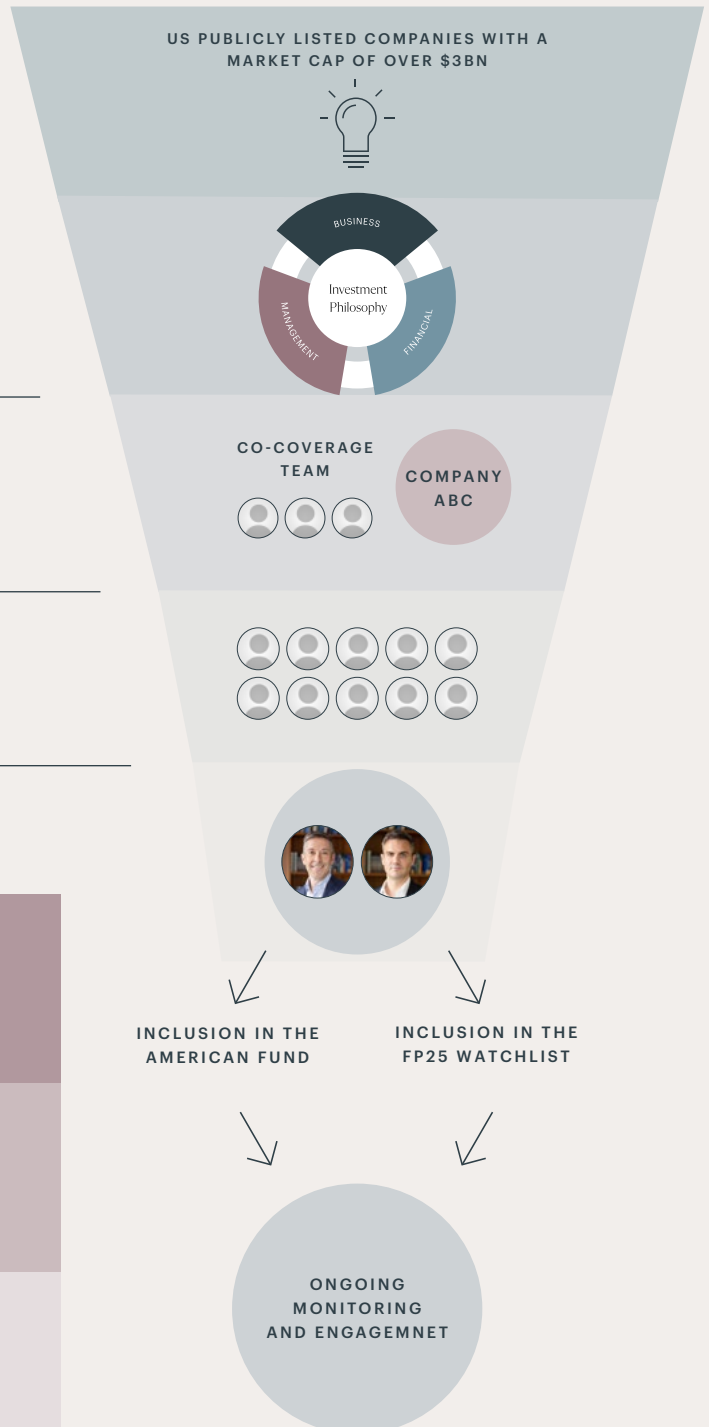 US PUBLICLY LISTED COMPANIES WITH A
MARKET CAP OF OVER $3BN
BUSINESS
Investment
Philosophy
MANAGEMENT
FINANCIAL
CO-COVERAGE
TEAM
COMPANY
ABC
INCLUSION IN THE
AMERICAN FUND
INCLUSION IN THE
FP25 WATCHLIST
ONGOING
MONITORING
AND ENGAGEMNET